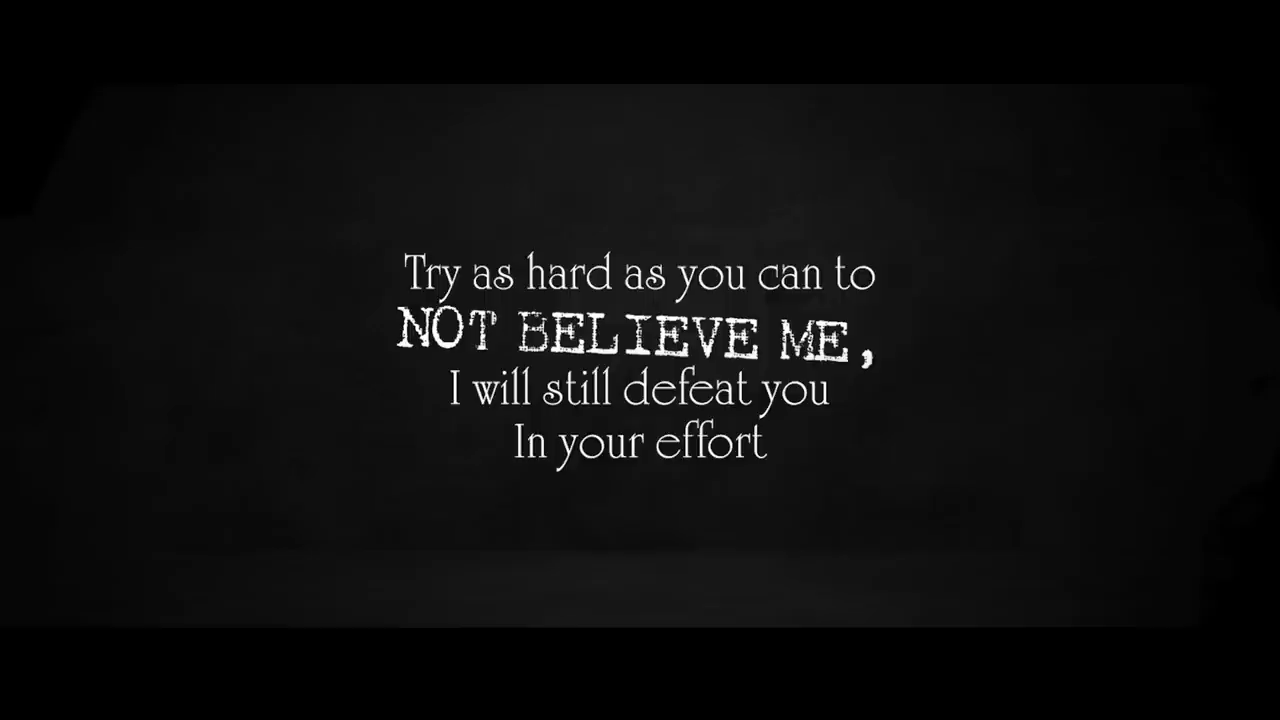 Try as hard as you can to
NOT BELIEVE ME,
I will still defeat you
In your effort